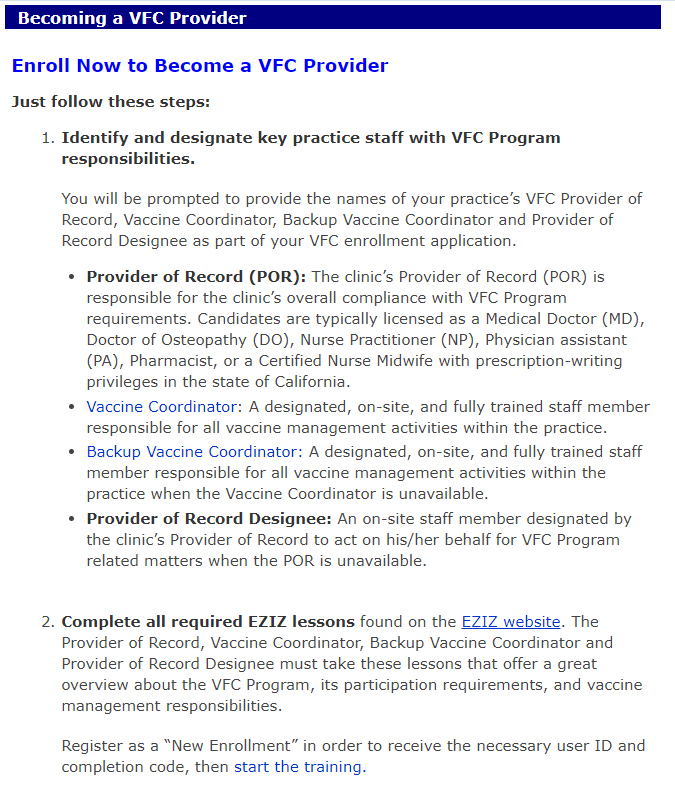 Becoming a VFC Provider
Enroll Now to Become a VFC Provider
Just follow these steps:
1. Identify and designate key practice staff with VFC Program
responsibilities.
You will be prompted to provide the names of your practice’s VFC Provider of
Record, Vaccine Coordinator, Backup Vaccine Coordinator and Provider of
Record Designee as part of your VFC enrollment application.
• Provider of Record (POR): The clinic’s Provider of Record (POR) is
responsible for the clinic’s overall compliance with VFC Program
requirements. Candidates are typically licensed as a Medical Doctor (MD),
Doctor of Osteopathy (DO), Nurse Practitioner (NP), Physician assistant
(PA), Pharmacist, or a Certified Nurse Midwife with prescription-writing
privileges in the state of California.
• Vaccine Coordinator: A designated, on-site, and fully trained staff member
responsible for all vaccine management activities within the practice.
• Backup Vaccine Coordinator: A designated, on-site, and fully trained staff
member responsible for all vaccine management activities within the
practice when the Vaccine Coordinator is unavailable.
• Provider of Record Designee: An on-site staff member designated by
the clinic’s Provider of Record to act on his/her behalf for VFC Program
related matters when the POR is unavailable.
2. Complete all required EZIZ lessons found on the EZIZ website. The
Provider of Record, Vaccine Coordinator, Backup Vaccine Coordinator and
Provider of Record Designee must take these lessons that offer a great
overview about the VFC Program, its participation requirements, and vaccine
management responsibilities.
Register as a “New Enrollment” in order to receive the necessary user ID and
completion code, then start the training.